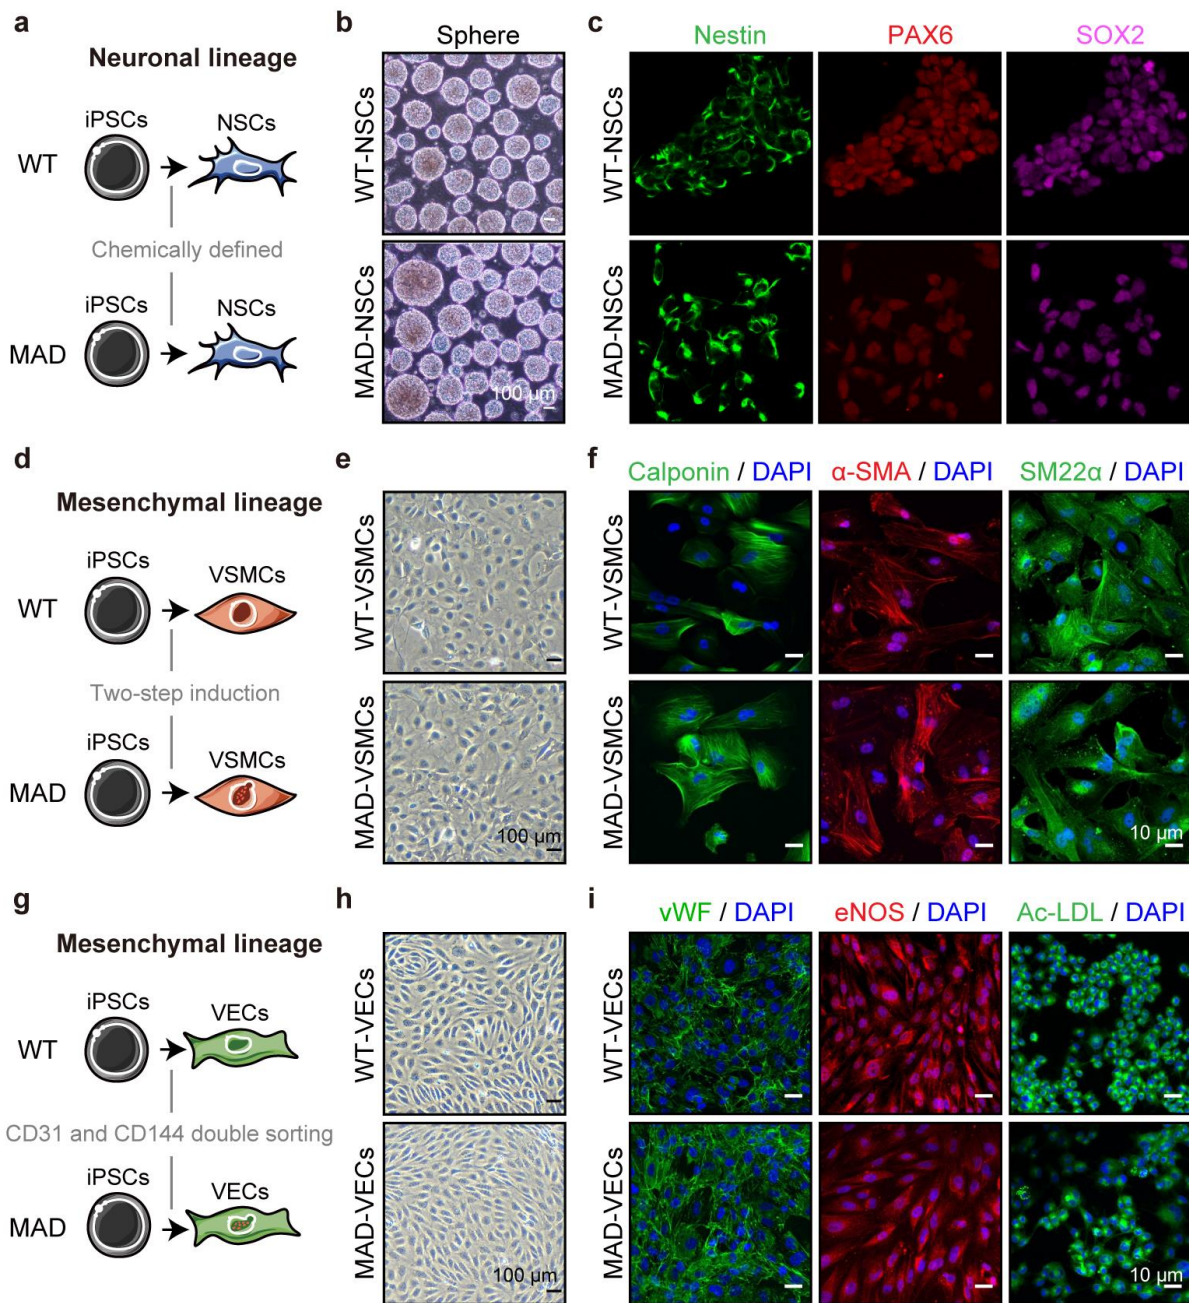 a
Neuronal lineage
iPSCs
NSCs
WT
Chemically defined
iPSCs
NSCs
MAD
b
Sphere
WT-NSCs
MAD-NSCs
100 μm
c
Nestin
PAX6
SOX2
WT-NSCs
MAD-NSCs
d
Mesenchymal lineage
iPSCs
VSMCs
WT
Two-step induction
iPSCs
VSMCs
MAD
e
WT-VSMCs
MAD-VSMCs
100 μm
f
Calponin / DAPI
α-SMA / DAPI
SM22α / DAPI
WT-VSMCs
MAD-VSMCs
10 μm
g
Mesenchymal lineage
iPSCs
VECs
WT
CD31 and CD144 double sorting
iPSCs
VECs
MAD
h
WT-VECs
MAD-VECs
100 μm
i
vWF / DAPI
eNOS / DAPI
Ac-LDL / DAPI
WT-VECs
MAD-VECs
10 μm